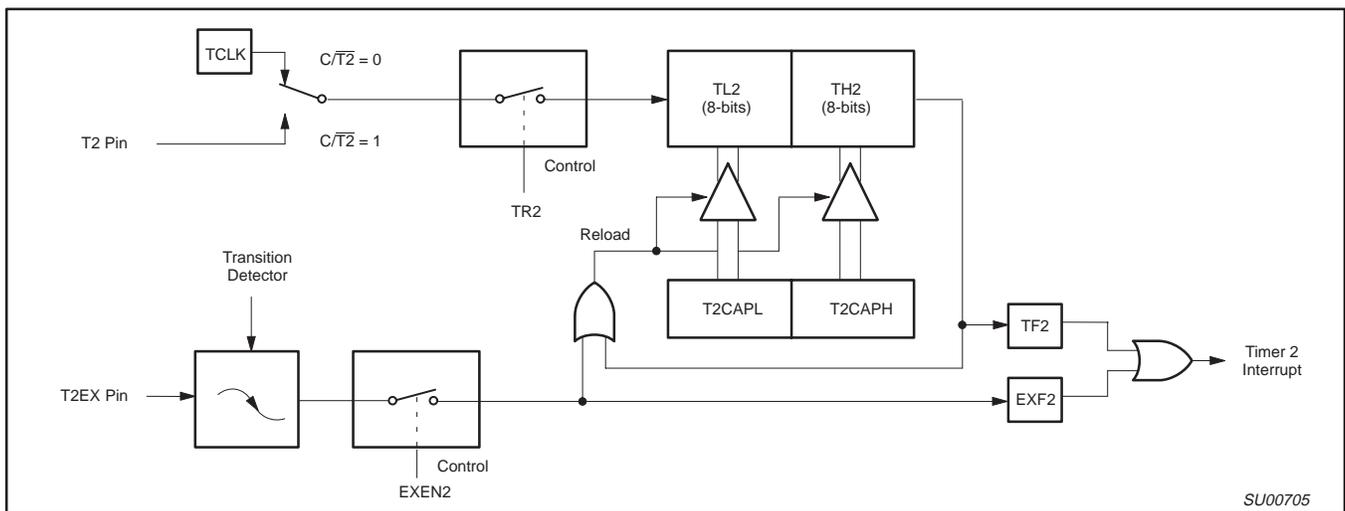 TCLK
C/T2 = 0
TL2
(8-bits)
TH2
(8-bits)
T2 Pin
C/T2 = 1
Control
TR2
Reload
Transition
Detector
T2CAPL
T2CAPH
TF2
Timer 2
Interrupt
T2EX Pin
EXF2
Control
EXEN2
SU00705